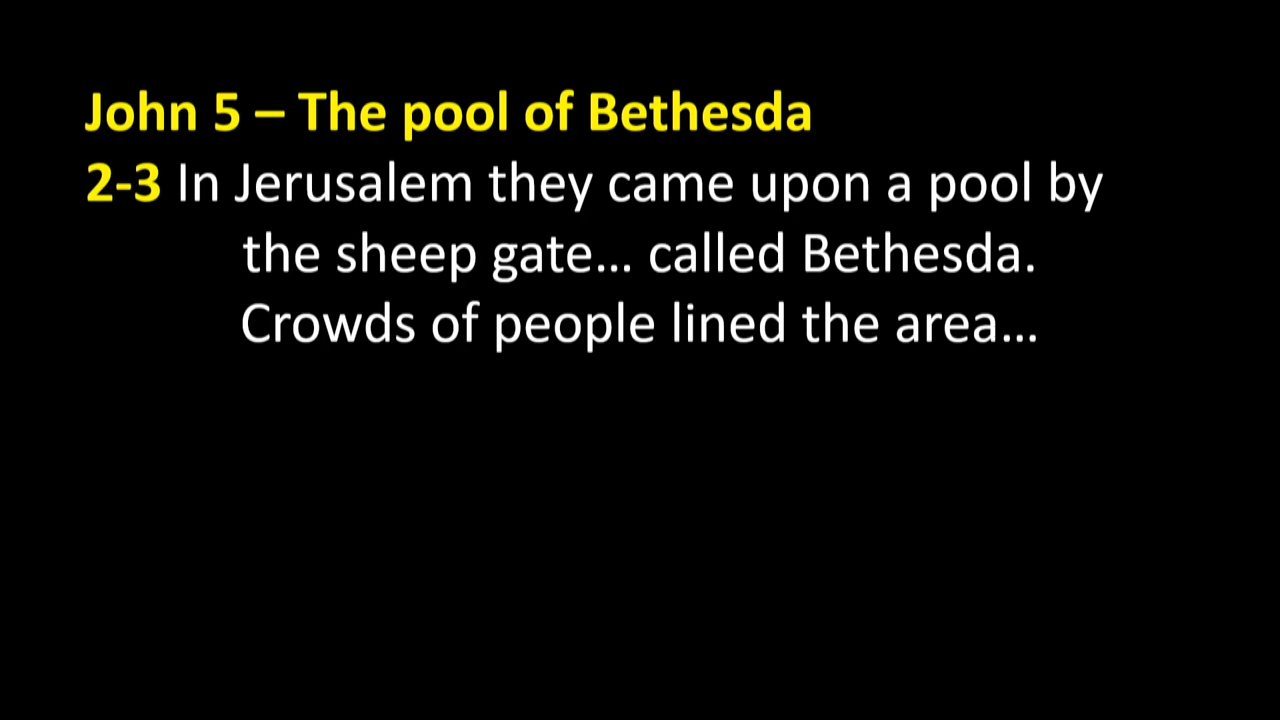 John 5 – The pool of Bethesda
2-3 In Jerusalem they came upon a pool by
the sheep gate… called Bethesda.
Crowds of people lined the area…